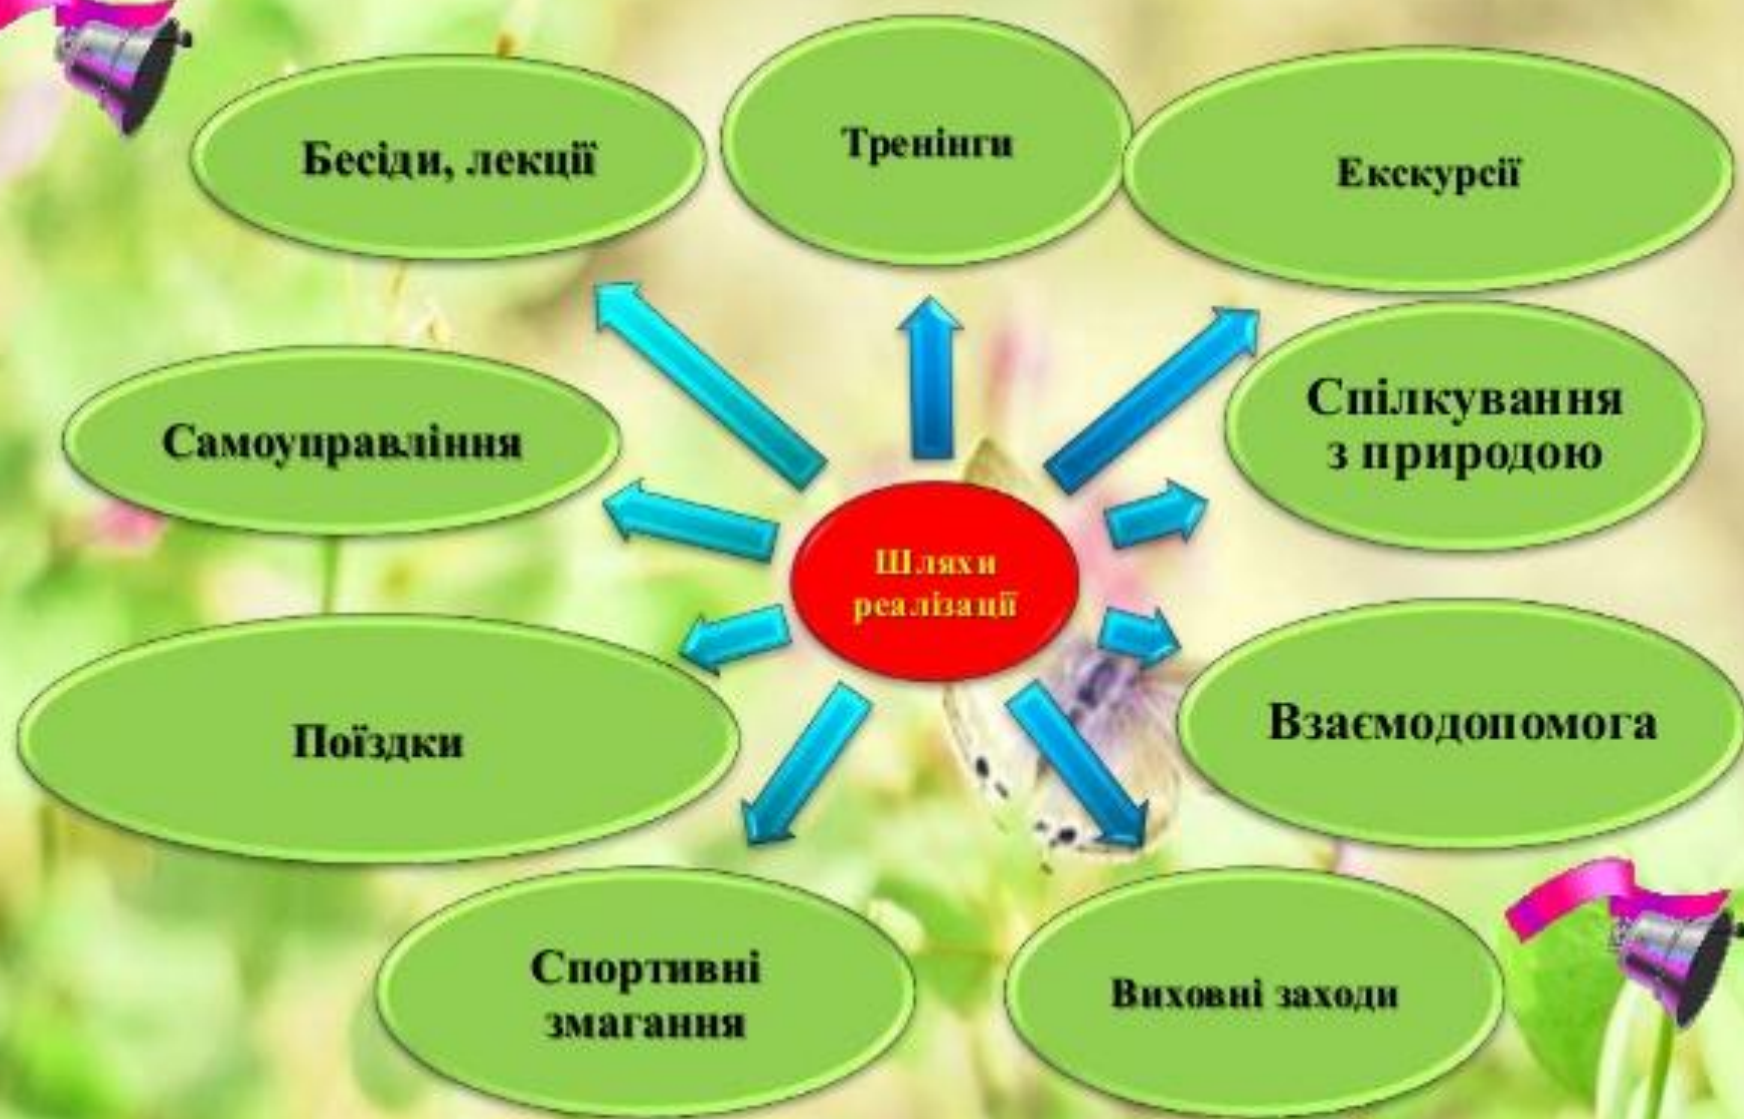 Бесіди, лекції
Тренінги
Екскурсії
Самоуправління
Спілкування
з природою
Шляхи
реалізації
Поїздки
Взаємодопомога
Спортивні
змагання
Виховні заходи